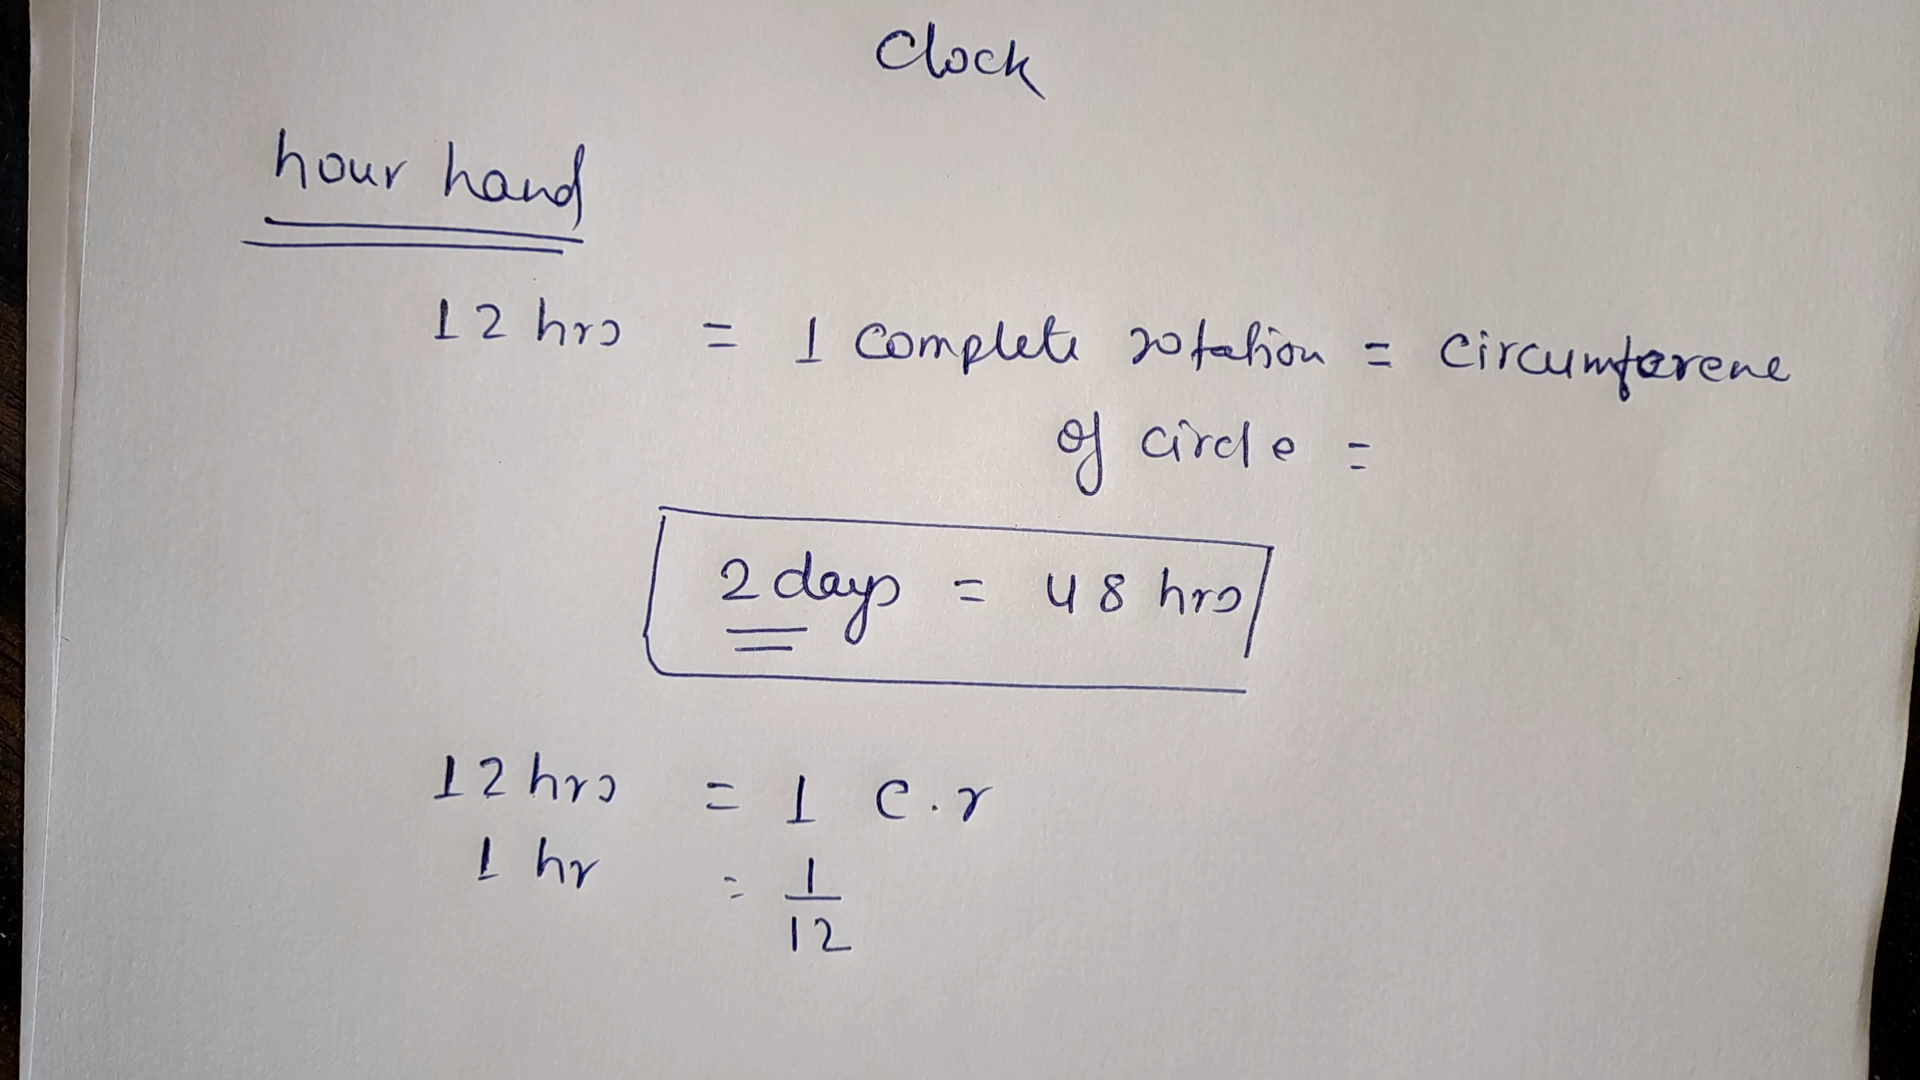 Clock
hour hand
12 hrs = 1 complete rotation = circumferene
of circle =
2 days = 48 hrs
12 hrs = 1 c.r
1 hr = 1/12